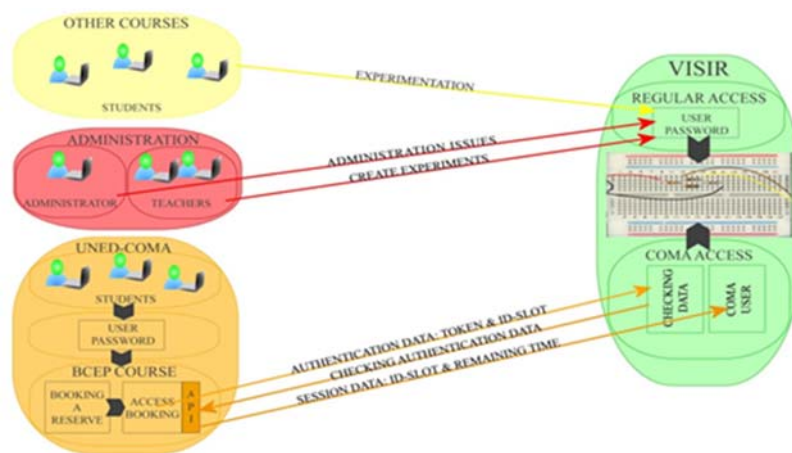 OTHER COURSES
STUDENTS
EXPERIMENTATION
ADMINISTRATION
ADMINISTRATOR
TEACHERS
ADMINISTRATION ISSUES
CREATE EXPERIMENTS
UNED-COMA
STUDENTS
USER
PASSWORD
BCEP COURSE
BOOKING
A
RESERVE
ACCESS
BOOKING
API
AUTHENTICATION DATA: TOKEN & ID-SLOT
CHECKING AUTHENTICATION DATA
SESSION DATA: ID-SLOT & REMAINING TIME
VISIR
REGULAR ACCESS
USER
PASSWORD
COMA ACCESS
CHECKING
DATA
COMA
USER